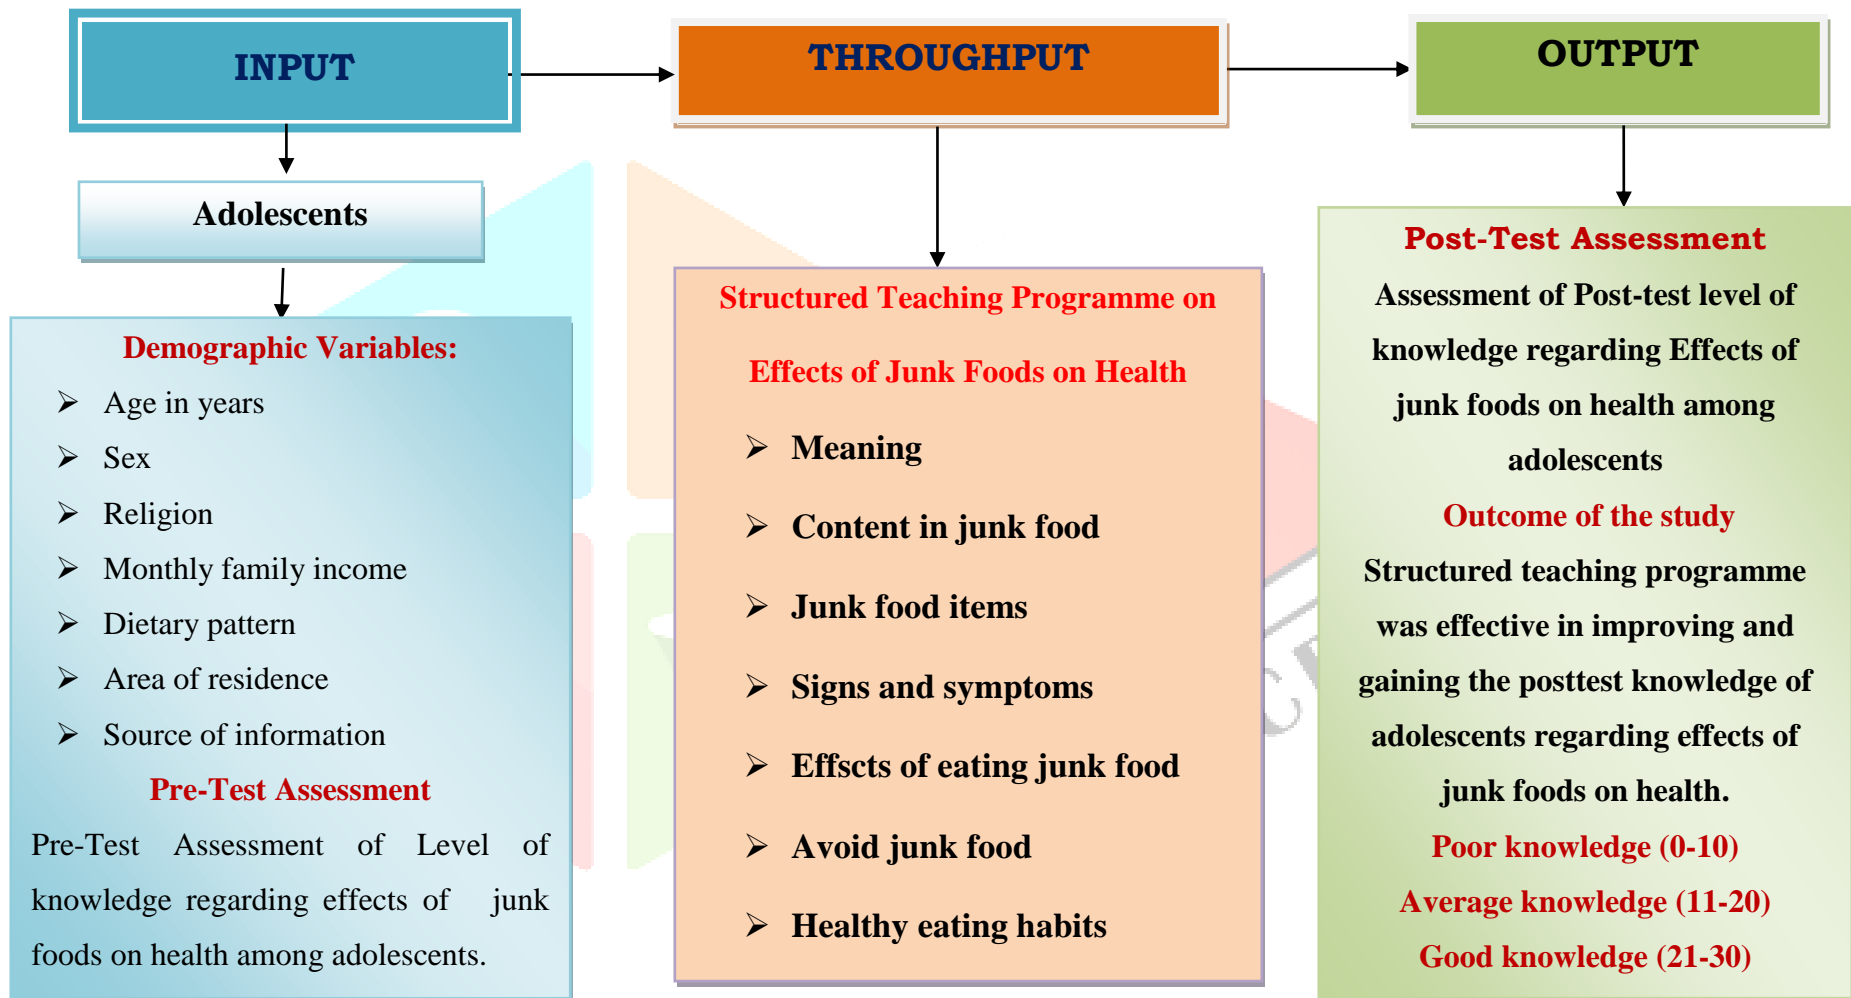 INPUT
THROUGHPUT
OUTPUT
Adolescents
Demographic Variables:
➢ Age in years
➢ Sex
➢ Religion
➢ Monthly family income
➢ Dietary pattern
➢ Area of residence
➢ Source of information
Pre-Test Assessment
Pre-Test Assessment of Level of
knowledge regarding effects of junk
foods on health among adolescents.
Structured Teaching Programme on
Effects of Junk Foods on Health
➢ Meaning
➢ Content in junk food
➢ Junk food items
➢ Signs and symptoms
➢ Effscts of eating junk food
➢ Avoid junk food
➢ Healthy eating habits
Post-Test Assessment
Assessment of Post-test level of
knowledge regarding Effects of
junk foods on health among
adolescents
Outcome of the study
Structured teaching programme
was effective in improving and
gaining the posttest knowledge of
adolescents regarding effects of
junk foods on health.
Poor knowledge (0-10)
Average knowledge (11-20)
Good knowledge (21-30)